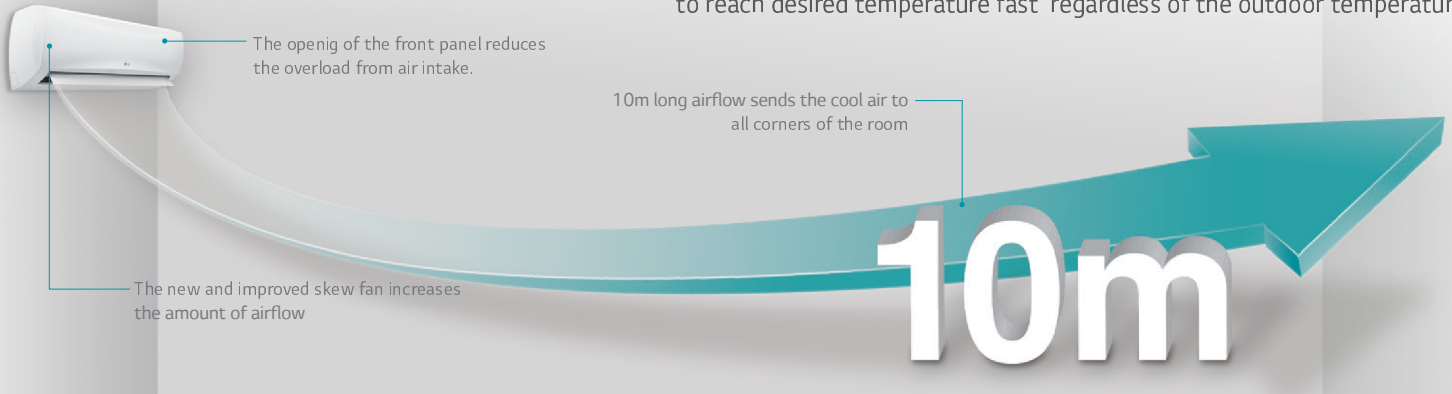 to reach desired temperature fast regardless of the outdoor
The openig of the front panel reduces
the overload from air intake.
10m long airflow sends the cool air to
all corners of the room
10m
The new and improved skew fan increases
the amount of airflow